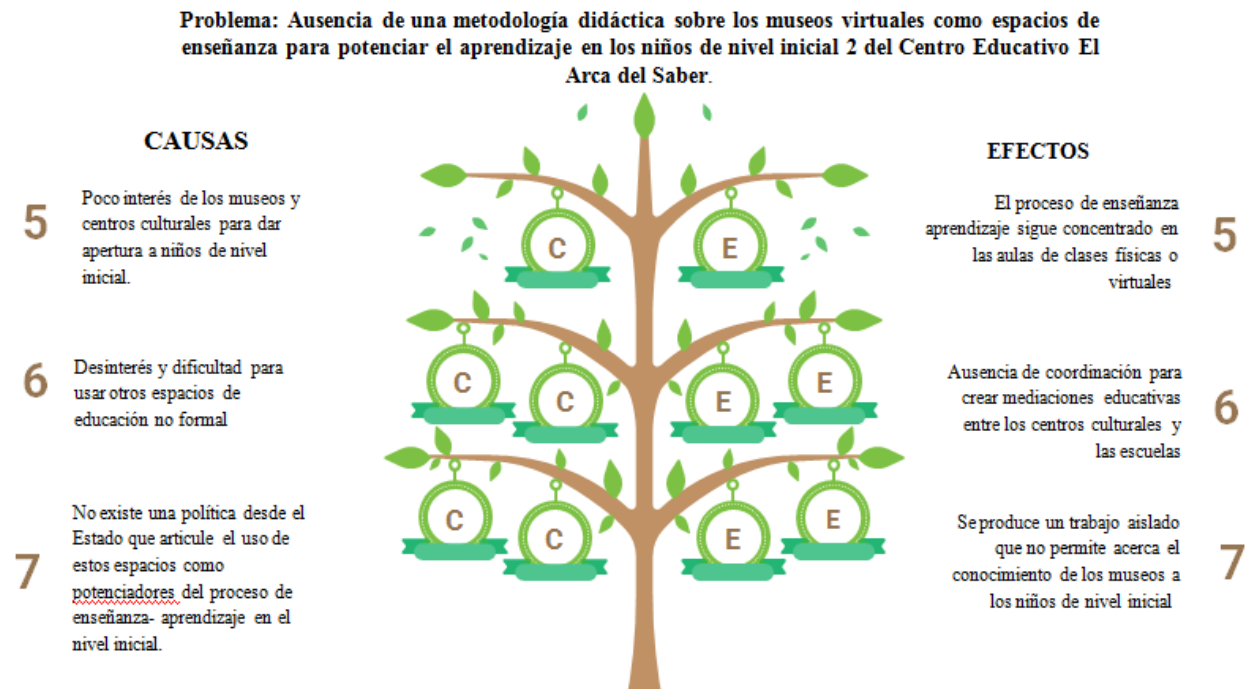 Problema: Ausencia de una metodología didáctica sobre los museos virtuales como espacios de
enseñanza para potenciar el aprendizaje en los niños de nivel inicial 2 del Centro Educativo El
Arca del Saber.
CAUSAS
5
Poco interés de los museos y
centros culturales para dar
apertura a niños de nivel
inicial.
6
Desinterés y dificultad para
usar otros espacios de
educación no formal
7
No existe una política desde el
Estado que articule el uso de
estos espacios como
potenciadores del proceso de
enseñanza- aprendizaje en el
nivel inicial.
C
E
C
C
E
E
C
C
E
E
EFECTOS
El proceso de enseñanza
aprendizaje sigue concentrado en
las aulas de clases físicas o
virtuales
5
Ausencia de coordinación para
crear mediaciones educativas
entre los centros culturales y
las escuelas
6
Se produce un trabajo aislado
que no permite acerca el
conocimiento de los museos a
los niños de nivel inicial
7